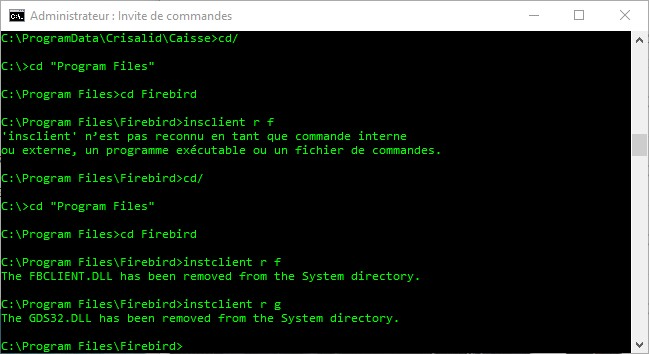 Administrateur : Invite de commandes
C:\ProgramData\Crisalid\Caisse>cd/
C:\>cd "Program Files"
C:\Program Files>cd Firebird
C:\Program Files\Firebird>insclient r f
'insclient' n’est pas reconnu en tant que commande interne
ou externe, un programme exécutable ou un fichier de commandes.
C:\Program Files\Firebird>cd/
C:\>cd "Program Files"
C:\Program Files>cd Firebird
C:\Program Files\Firebird>instclient r f
The FBCLIENT.DLL has been removed from the System directory.
C:\Program Files\Firebird>instclient r g
The GDS32.DLL has been removed from the System directory.
C:\Program Files\Firebird>